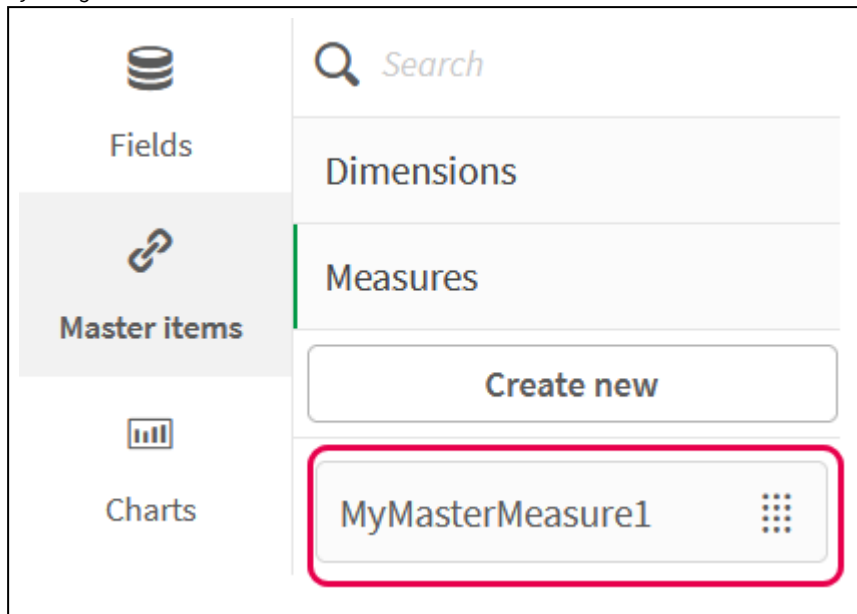 Search
Fields
Dimensions
Measures
Master items
Create new
Charts
MyMasterMeasure1